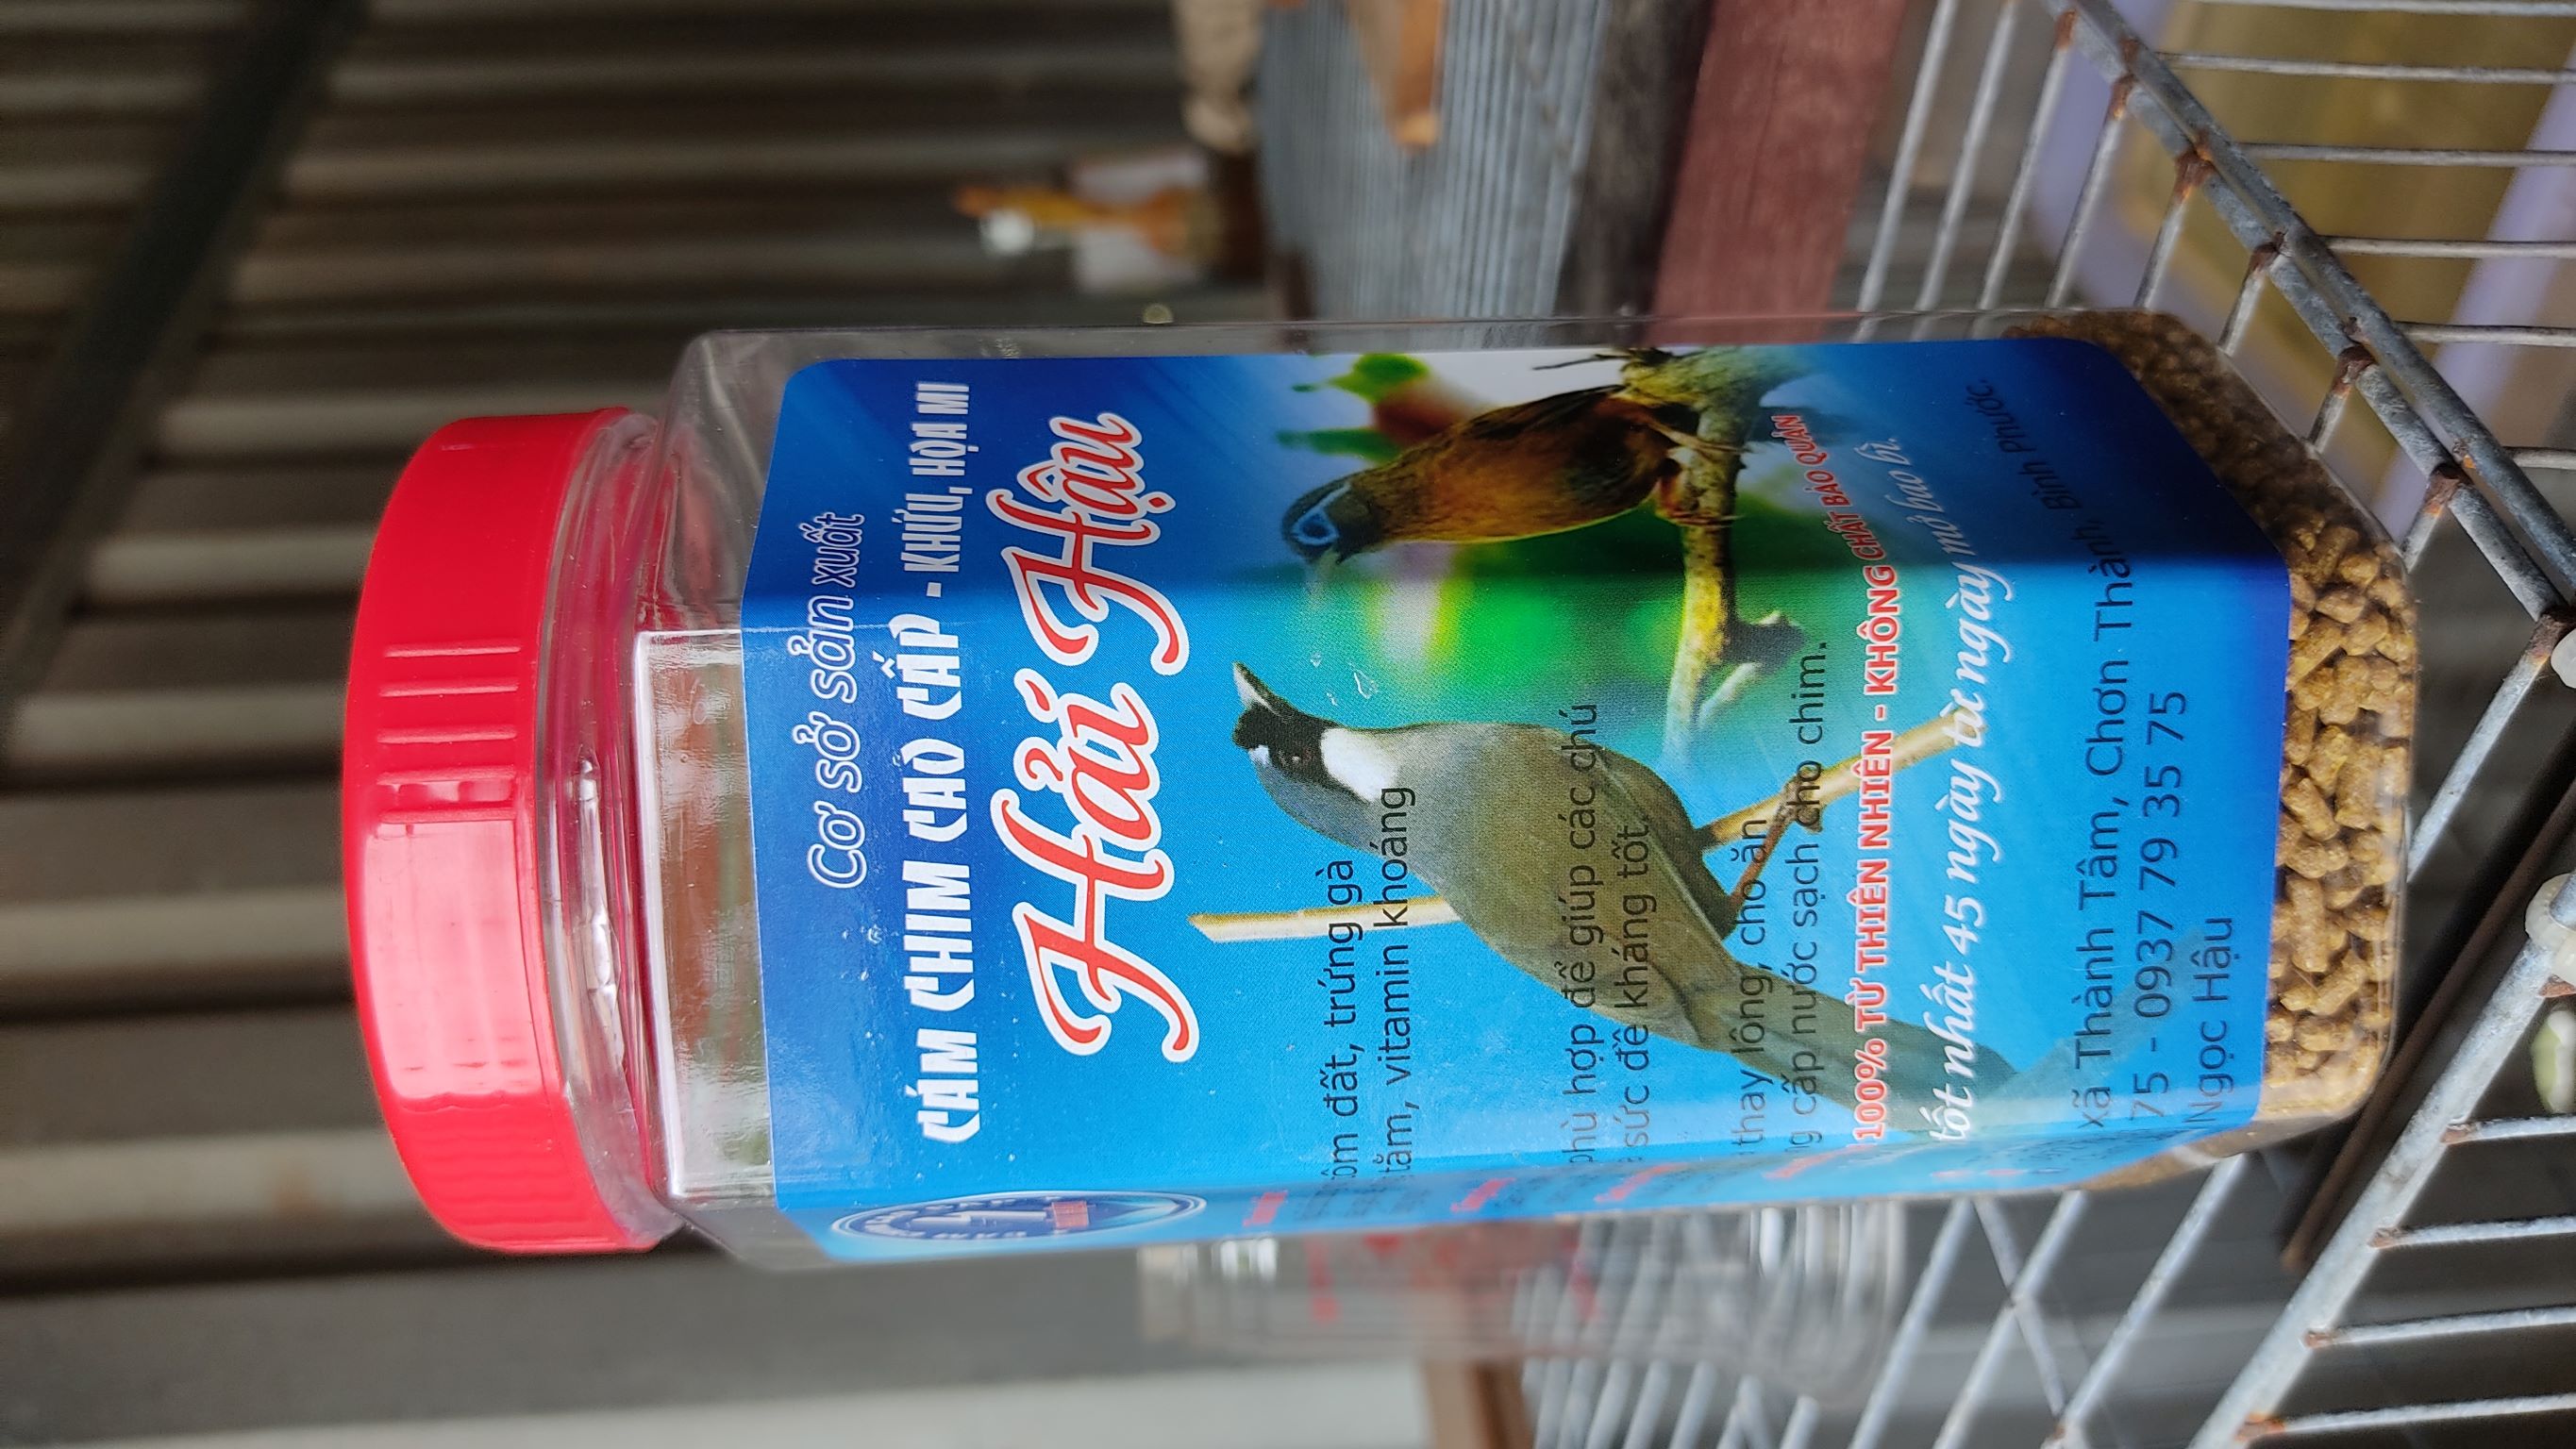 Cơ sở sản xuất
CÁM CHIM CAO CẤP - KHƯỚU, HỌA MI
Hải Hậu
ôm đất, trứng gà
tằm, vitamin khoáng
phù hợp để giúp các chú
sức đề kháng tốt.
thay lông, cho ăn
g cấp nước sạch cho chim.
100% TỪ THIÊN NHIÊN - KHÔNG CHẤT BẢO QUẢN
tốt nhất 45 ngày từ ngày mở bao bì.
xã Thành Tâm, Chơn Thành, Bình Phước.
75 - 0937 79 35 75
Ngọc Hậu